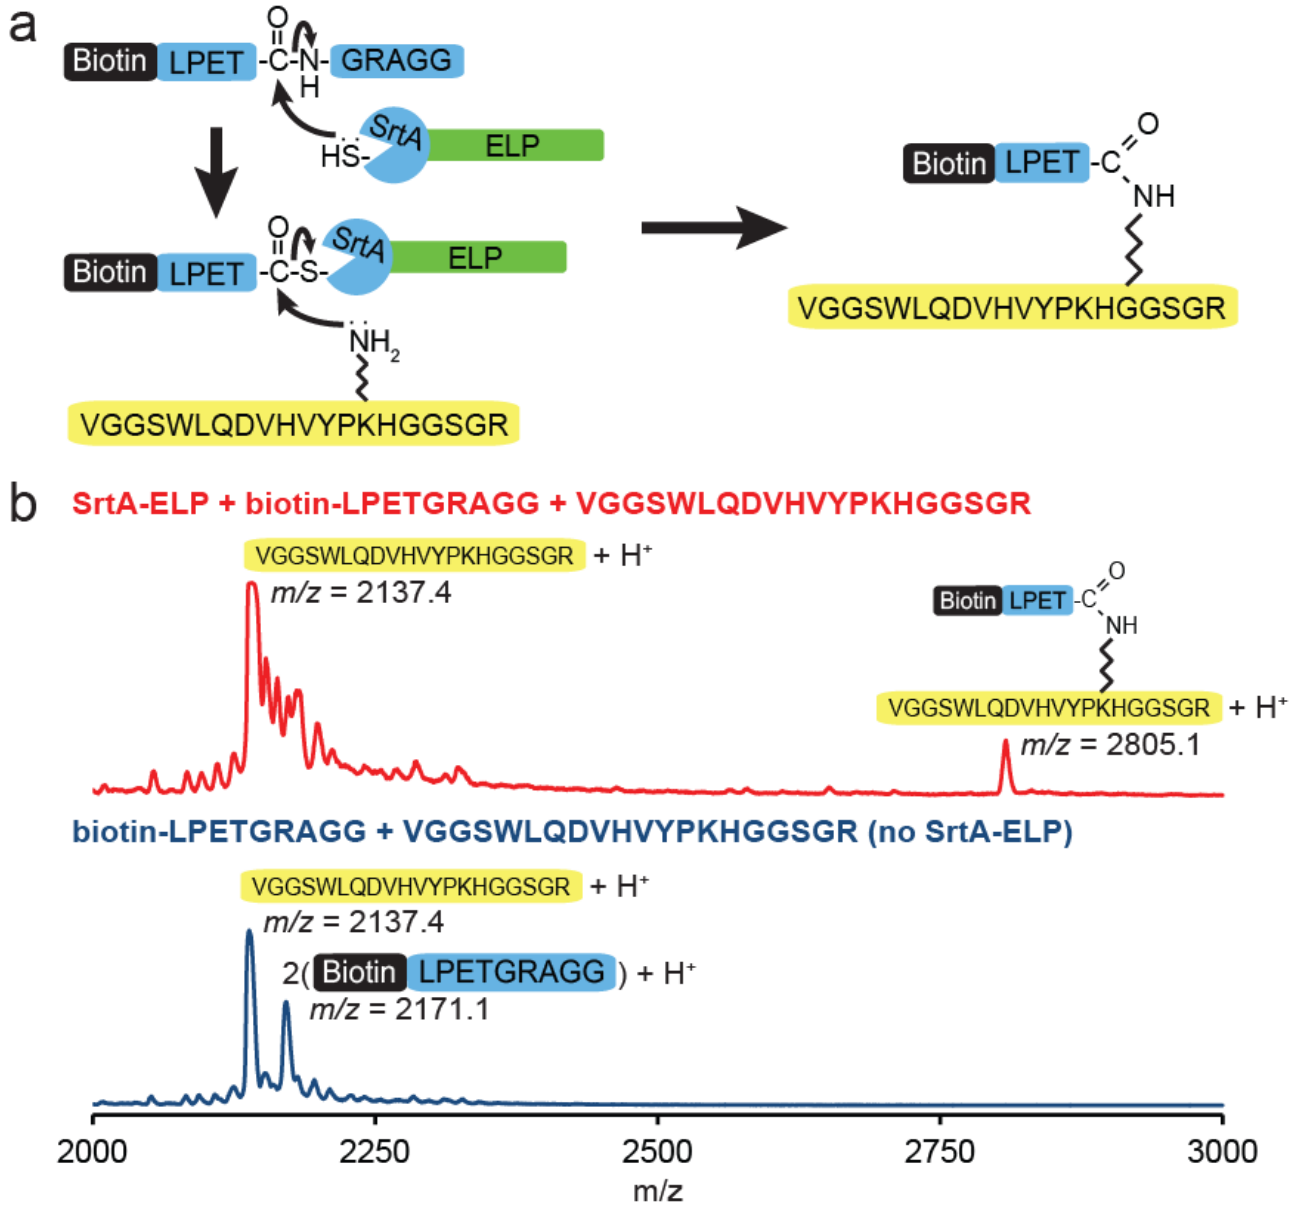 a
O
Biotin LPET -C-N- GRAGG
H
HS- SrtA ELP
O
Biotin LPET -C-S- SrtA ELP
NH2
VGGSWLQDVHVYPKHGGSGR
O
Biotin LPET -C
NH
VGGSWLQDVHVYPKHGGSGR
b
SrtA-ELP + biotin-LPETGRAGG + VGGSWLQDVHVYPKHGGSGR
VGGSWLQDVHVYPKHGGSGR + H+
m/z = 2137.4
O
Biotin LPET -C
NH
VGGSWLQDVHVYPKHGGSGR + H+
m/z = 2805.1
biotin-LPETGRAGG + VGGSWLQDVHVYPKHGGSGR (no SrtA-ELP)
VGGSWLQDVHVYPKHGGSGR + H+
m/z = 2137.4
2(Biotin LPETGRAGG) + H+
m/z = 2171.1
2000 2250 2500 2750 3000
m/z